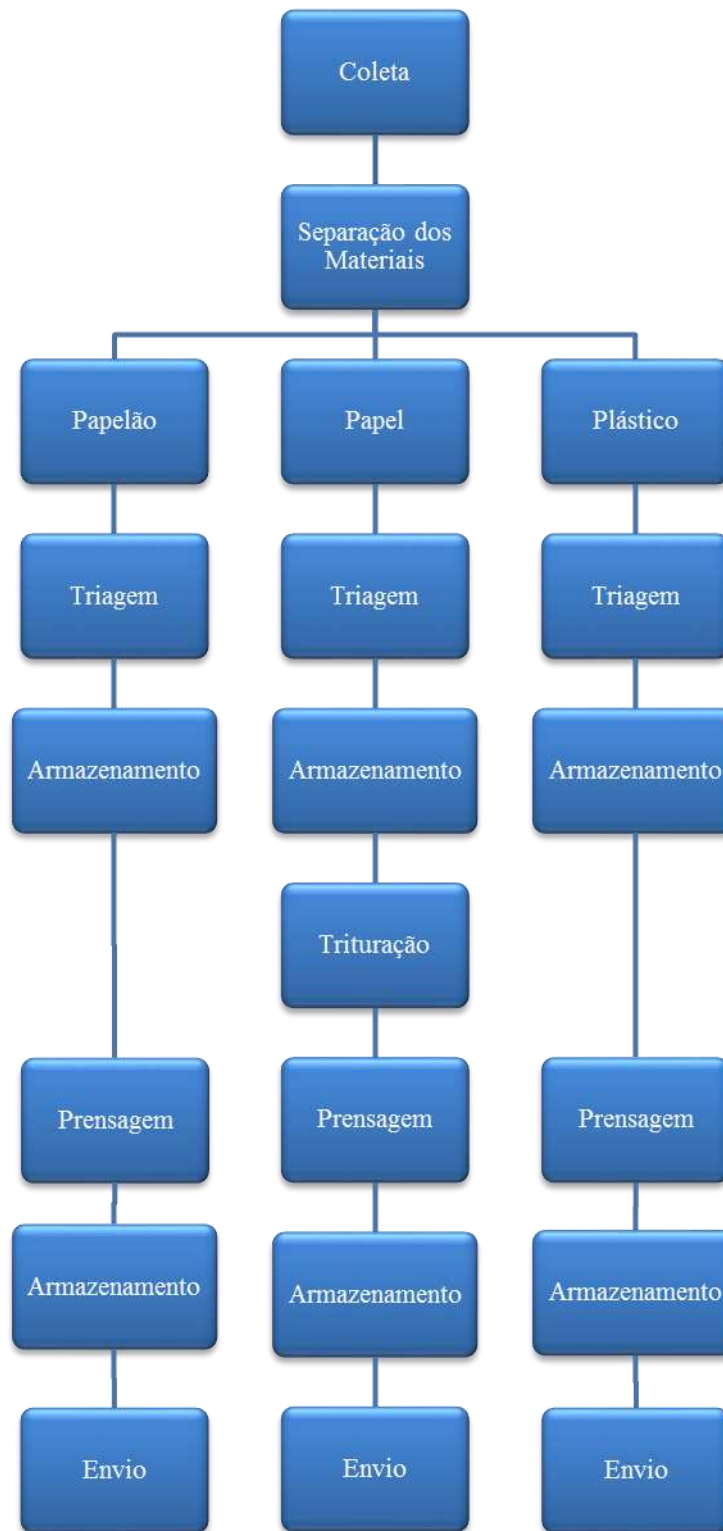 Coleta
Separação dos
Materiais
Papelão
Papel
Plástico
Triagem
Triagem
Triagem
Armazenamento
Armazenamento
Armazenamento
Trituração
Prensagem
Prensagem
Prensagem
Armazenamento
Armazenamento
Armazenamento
Envio
Envio
Envio